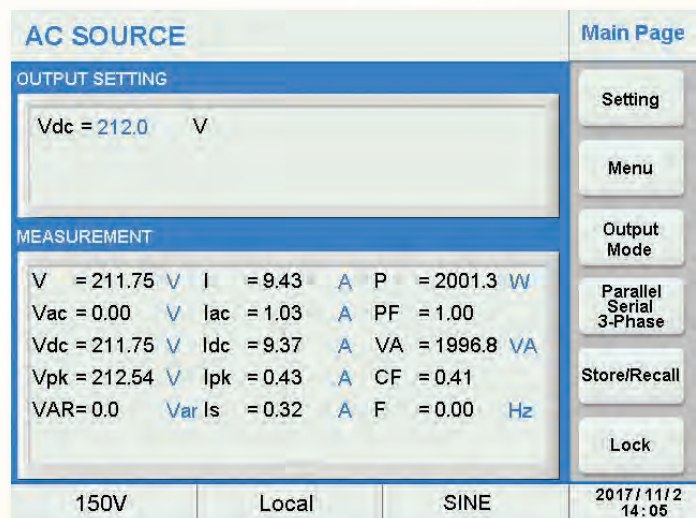 AC SOURCE
Main Page
OUTPUT SETTING
Vdc = 212.0 V
MEASUREMENT
V = 211.75 V I = 9.43 A P = 2001.3 W
Vac = 0.00 V Iac = 1.03 A PF = 1.00
Vdc = 211.75 V Idc = 9.37 A VA = 1996.8 VA
Vpk = 212.54 V Ipk = 0.43 A CF = 0.41
VAR= 0.0 Var Is = 0.32 A F = 0.00 Hz
Setting
Menu
Output
Mode
Parallel
Serial
3-Phase
Store/Recall
Lock
150V Local SINE
2017/11/2
14:05